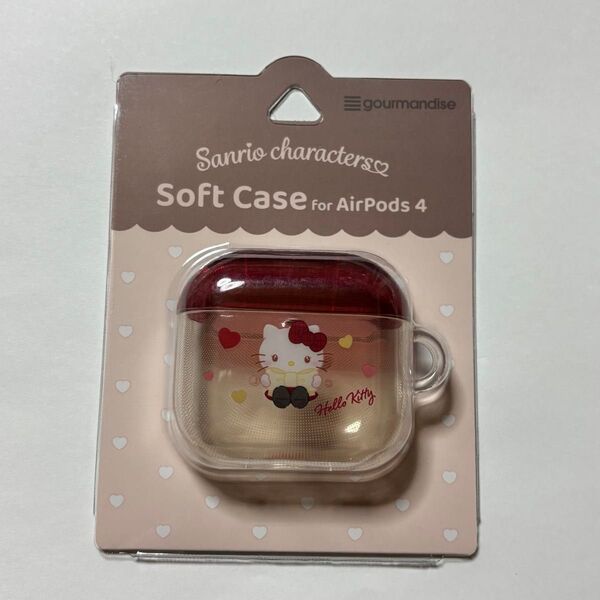 gourmandise
Sanrio characters
Soft Case for AirPods 4
Hello Kitty